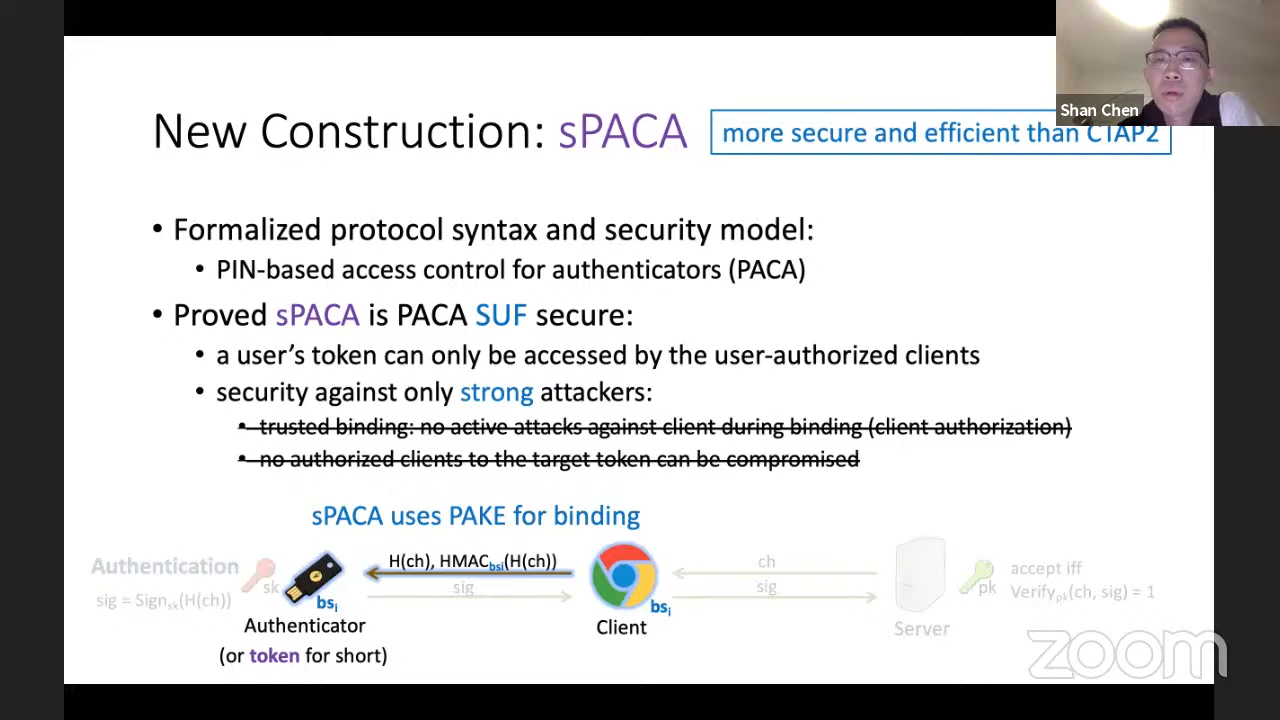 Shan Chen
New Construction: sPACA
more secure and efficient than CTAP2
• Formalized protocol syntax and security model:
• PIN-based access control for authenticators (PACA)
• Proved sPACA is PACA SUF secure:
• a user's token can only be accessed by the user-authorized clients
• security against only strong attackers:
• trusted binding: no active attacks against client during binding (client authorization)
• no authorized clients to the target token can be compromised
sPACA uses PAKE for binding
Authentication
sig = Signsk(H(ch))
sk
bsi
Authenticator
(or token for short)
H(ch), HMACbsi(H(ch))
sig
bsi
Client
ch
sig
Server
pk
accept iff
Verifypk(ch, sig) = 1
zoom